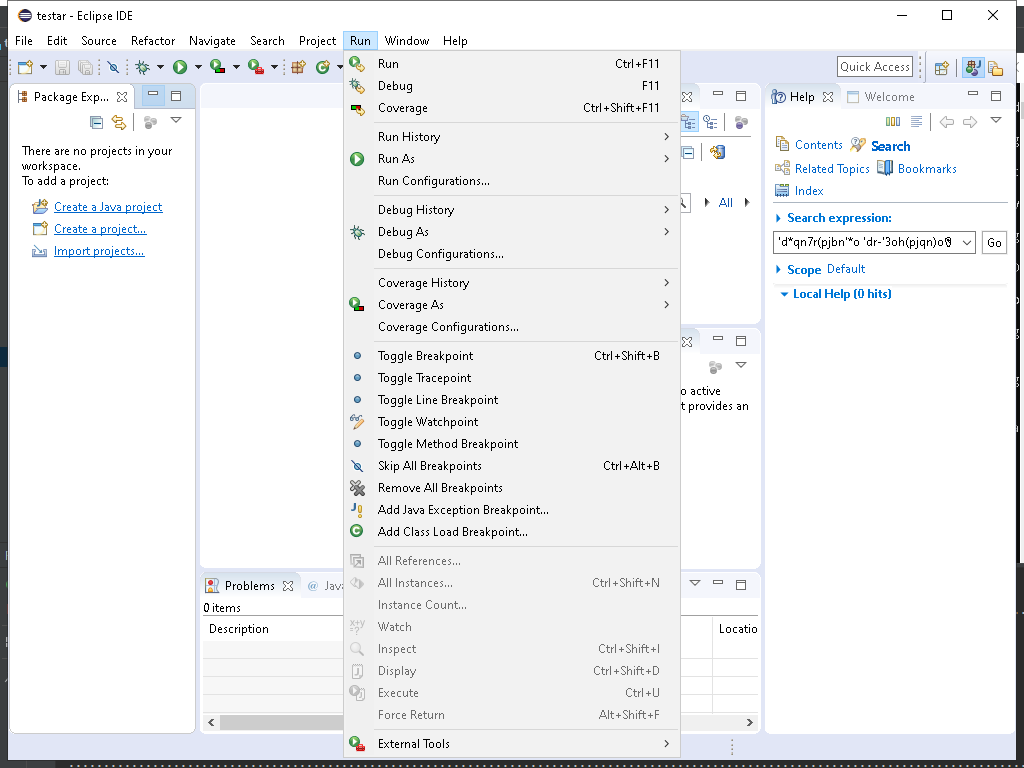 testar - Eclipse IDE
File Edit Source Refactor Navigate Search Project Run Window Help
Quick Access
Package Exp...
There are no projects in your
workspace.
To add a project:
Create a Java project
Create a project...
Import projects...
Run Ctrl+F11
Debug F11
Coverage Ctrl+Shift+F11
Run History
Run As
Run Configurations...
Debug History
Debug As
Debug Configurations...
Coverage History
Coverage As
Coverage Configurations...
Toggle Breakpoint Ctrl+Shift+B
Toggle Tracepoint
Toggle Line Breakpoint
Toggle Watchpoint
Toggle Method Breakpoint
Skip All Breakpoints Ctrl+Alt+B
Remove All Breakpoints
Add Java Exception Breakpoint...
Add Class Load Breakpoint...
All References...
All Instances... Ctrl+Shift+N
Instance Count...
Watch
Inspect Ctrl+Shift+I
Display Ctrl+Shift+D
Execute Ctrl+U
Force Return Alt+Shift+F
External Tools
All
o active
t provides an
Problems @ Java
0 items
Description Locatio
Help Welcome
Contents Search
Related Topics Bookmarks
Index
Search expression:
'd*qn7r(pjbn'*o 'dr-'3oh(pjqn)o
Go
Scope Default
Local Help (0 hits)